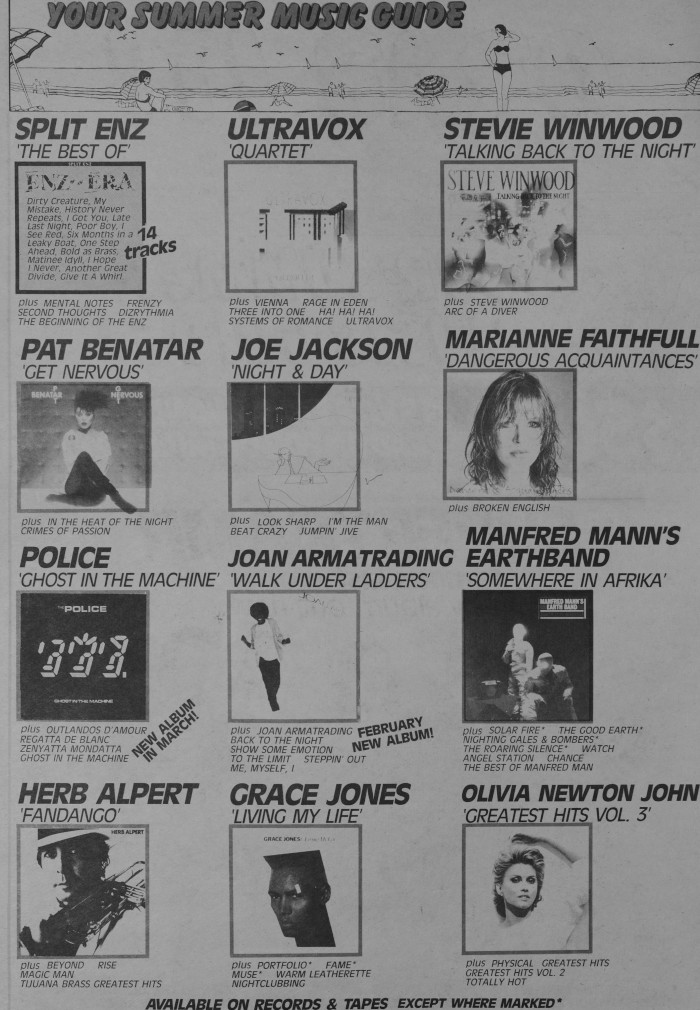 YOUR SUMMER MUSIC GUIDE
SPLIT ENZ
'THE BEST OF'
SPLIT ENZ
ENZ·ERA
Dirty Creature, My
Mistake, History Never
Repeats, I Got You, Late
Last Night, Poor Boy, I
See Red, Six Months in a
Leaky Boat, One Step
Ahead, Bold as Brass,
Matinee Idyll, I Hope
I Never, Another Great
Divide, Give It A Whirl.
14
tracks
plus MENTAL NOTES FRENZY
SECOND THOUGHTS DIZRYTHMIA
THE BEGINNING OF THE ENZ
ULTRAVOX
'QUARTET'
plus VIENNA RAGE IN EDEN
THREE INTO ONE HA! HA! HA!
SYSTEMS OF ROMANCE ULTRAVOX
STEVIE WINWOOD
'TALKING BACK TO THE NIGHT'
STEVE WINWOOD
TALKING BACK TO THE NIGHT
plus STEVE WINWOOD
ARC OF A DIVER
PAT BENATAR
'GET NERVOUS'
BENATAR NERVOUS
plus IN THE HEAT OF THE NIGHT
CRIMES OF PASSION
JOE JACKSON
'NIGHT & DAY'
plus LOOK SHARP I'M THE MAN
BEAT CRAZY JUMPIN' JIVE
MARIANNE FAITHFULL
'DANGEROUS ACQUAINTANCES'
plus BROKEN ENGLISH
POLICE
'GHOST IN THE MACHINE'
THE POLICE
GHOST IN THE MACHINE
plus OUTLANDOS D'AMOUR
REGATTA DE BLANC
ZENYATTA MONDATTA
GHOST IN THE MACHINE
NEW ALBUM
IN MARCH!
JOAN ARMATRADING
'WALK UNDER LADDERS'
plus JOAN ARMATRADING
BACK TO THE NIGHT
SHOW SOME EMOTION
TO THE LIMIT STEPPIN' OUT
ME, MYSELF, I
FEBRUARY
NEW ALBUM!
MANFRED MANN'S
EARTHBAND
'SOMEWHERE IN AFRIKA'
MANFRED MANN'S
EARTH BAND
plus SOLAR FIRE* THE GOOD EARTH*
NIGHTING GALES & BOMBERS*
THE ROARING SILENCE* WATCH
ANGEL STATION CHANCE
THE BEST OF MANFRED MAN
HERB ALPERT
'FANDANGO'
HERB ALPERT
plus BEYOND RISE
MAGIC MAN
TIJUANA BRASS GREATEST HITS
GRACE JONES
'LIVING MY LIFE'
GRACE JONES
plus PORTFOLIO* FAME*
MUSE* WARM LEATHERETTE
NIGHTCLUBBING
OLIVIA NEWTON JOHN
'GREATEST HITS VOL. 3'
plus PHYSICAL GREATEST HITS
GREATEST HITS VOL. 2
TOTALLY HOT
AVAILABLE ON RECORDS & TAPES EXCEPT WHERE MARKED*